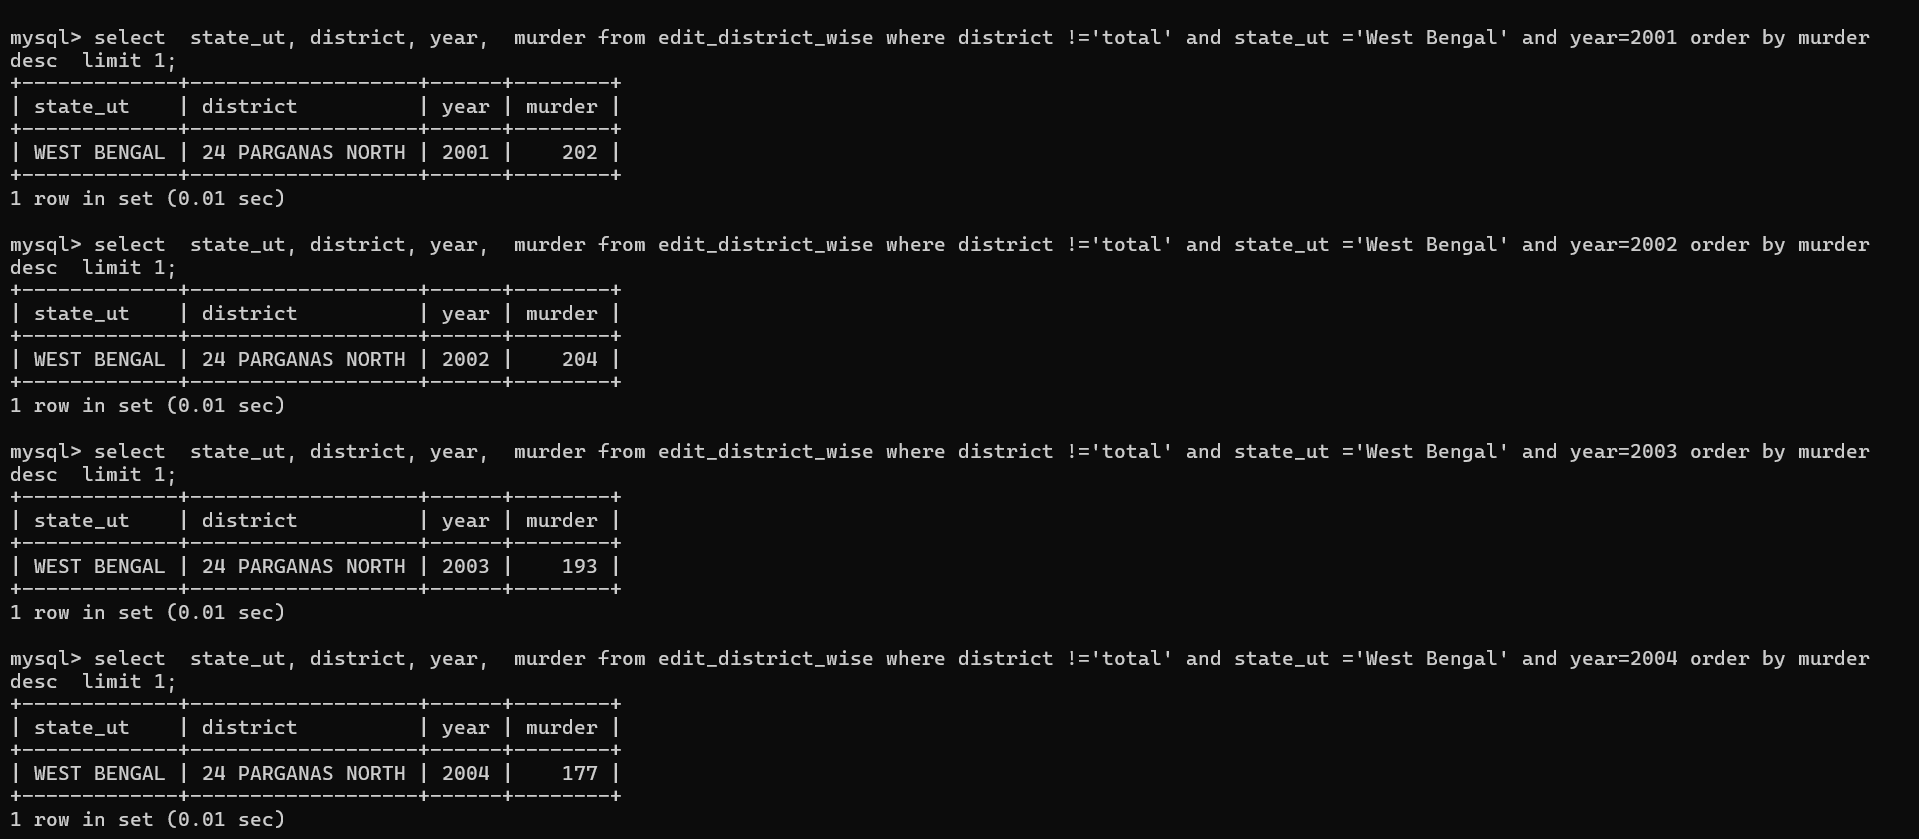 mysql> select  state_ut, district, year,  murder from edit_district_wise where district !='total' and state_ut ='West Bengal' and year=2001 order by murder
desc  limit 1;
+-------------+-------------------+------+--------+
| state_ut    | district          | year | murder |
+-------------+-------------------+------+--------+
| WEST BENGAL | 24 PARGANAS NORTH | 2001 |    202 |
+-------------+-------------------+------+--------+
1 row in set (0.01 sec)

mysql> select  state_ut, district, year,  murder from edit_district_wise where district !='total' and state_ut ='West Bengal' and year=2002 order by murder
desc  limit 1;
+-------------+-------------------+------+--------+
| state_ut    | district          | year | murder |
+-------------+-------------------+------+--------+
| WEST BENGAL | 24 PARGANAS NORTH | 2002 |    204 |
+-------------+-------------------+------+--------+
1 row in set (0.01 sec)

mysql> select  state_ut, district, year,  murder from edit_district_wise where district !='total' and state_ut ='West Bengal' and year=2003 order by murder
desc  limit 1;
+-------------+-------------------+------+--------+
| state_ut    | district          | year | murder |
+-------------+-------------------+------+--------+
| WEST BENGAL | 24 PARGANAS NORTH | 2003 |    193 |
+-------------+-------------------+------+--------+
1 row in set (0.01 sec)

mysql> select  state_ut, district, year,  murder from edit_district_wise where district !='total' and state_ut ='West Bengal' and year=2004 order by murder
desc  limit 1;
+-------------+-------------------+------+--------+
| state_ut    | district          | year | murder |
+-------------+-------------------+------+--------+
| WEST BENGAL | 24 PARGANAS NORTH | 2004 |    177 |
+-------------+-------------------+------+--------+
1 row in set (0.01 sec)